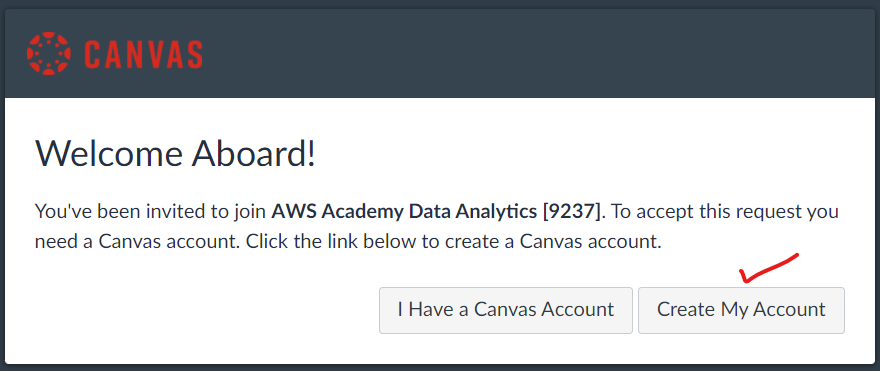 CANVAS
Welcome Aboard!
You've been invited to join AWS Academy Data Analytics [9237]. To accept this request you
need a Canvas account. Click the link below to create a Canvas account.
I Have a Canvas Account
Create My Account